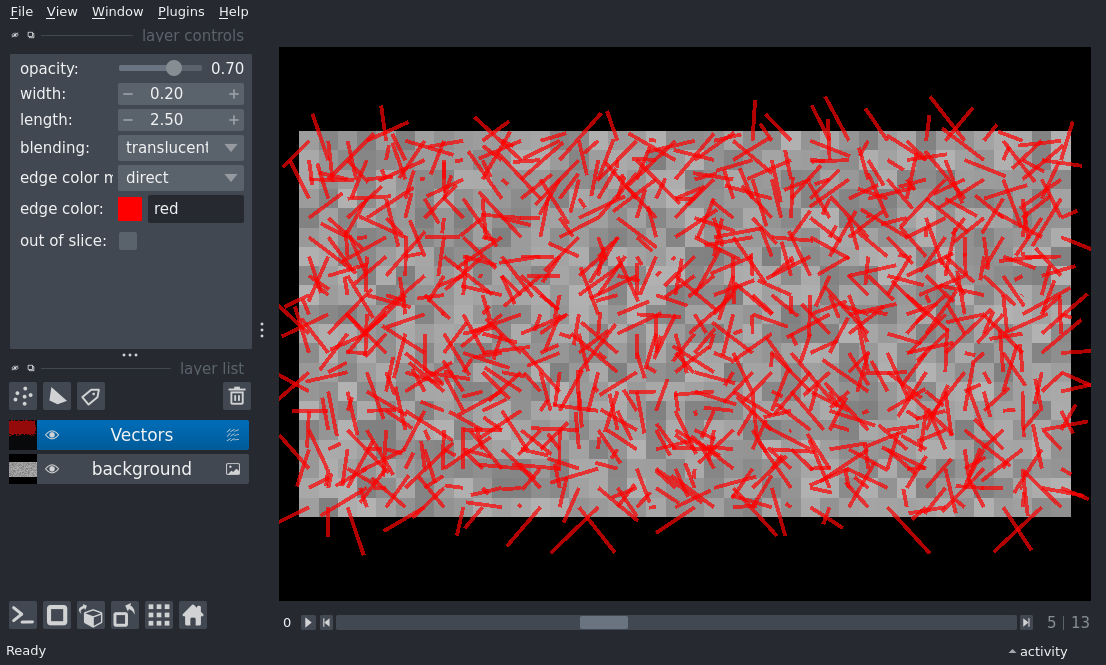 File View Window Plugins Help
layer controls
opacity: 0.70
width: − 0.20 +
length: − 2.50 +
blending: translucent
edge color m direct
edge color: red
out of slice:
layer list
Vectors
background
0 5 | 13
Ready activity